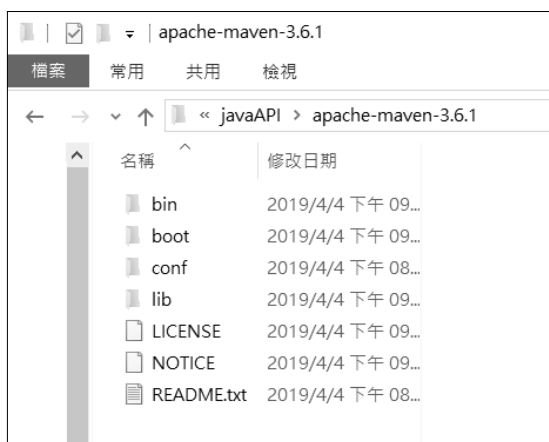 apache-maven-3.6.1
檔案 常用 共用 檢視
« javaAPI > apache-maven-3.6.1
名稱 修改日期
bin 2019/4/4 下午 09...
boot 2019/4/4 下午 09...
conf 2019/4/4 下午 08...
lib 2019/4/4 下午 09...
LICENSE 2019/4/4 下午 09...
NOTICE 2019/4/4 下午 09...
README.txt 2019/4/4 下午 08...